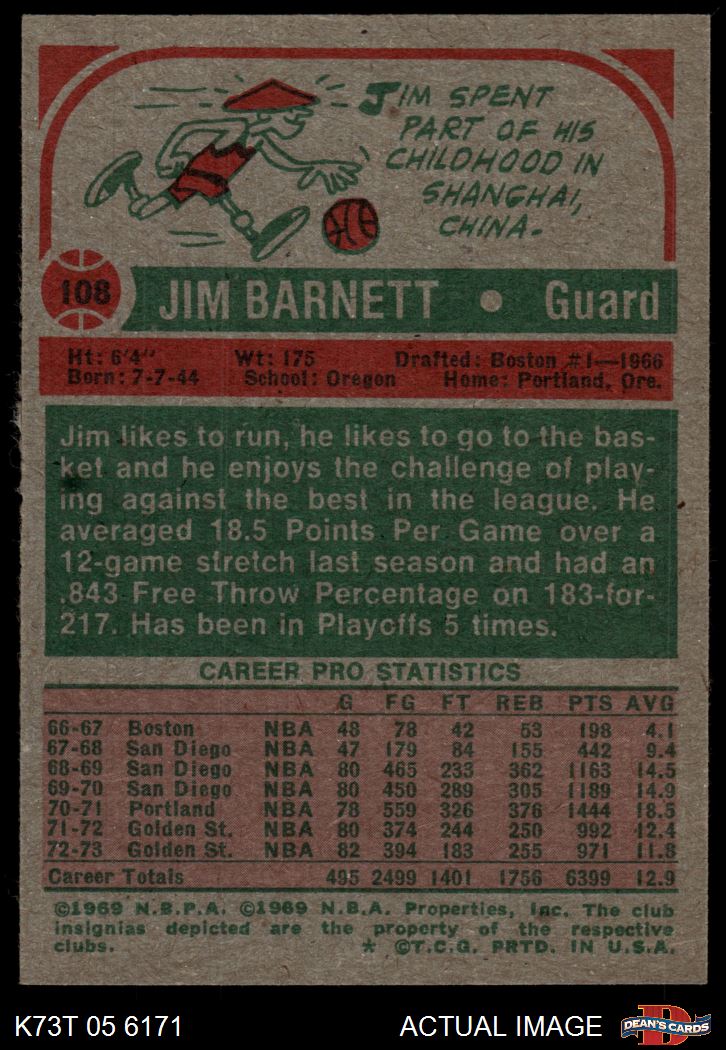 JIM SPENT
PART OF HIS
CHILDHOOD IN
SHANGHAI,
CHINA.
108 JIM BARNETT • Guard
Ht: 6'4" Wt: 175 Drafted: Boston #1—1966
Born: 7-7-44 School: Oregon Home: Portland, Ore.
Jim likes to run, he likes to go to the bas-
ket and he enjoys the challenge of play-
ing against the best in the league. He
averaged 18.5 Points Per Game over a
12-game stretch last season and had an
.843 Free Throw Percentage on 183-for-
217. Has been in Playoffs 5 times.
CAREER PRO STATISTICS
G FG FT REB PTS AVG
66-67 Boston NBA 48 78 42 53 198 4.1
67-68 San Diego NBA 47 179 84 155 442 9.4
68-69 San Diego NBA 80 465 233 362 1163 14.5
69-70 San Diego NBA 80 450 289 305 1189 14.9
70-71 Portland NBA 78 559 326 376 1444 18.5
71-72 Golden St. NBA 80 374 244 250 992 12.4
72-73 Golden St. NBA 82 394 183 255 971 11.8
Career Totals 495 2499 1401 1756 6399 12.9
©1969 N.B.P.A. ©1969 N.B.A. Properties, Inc. The club
insignias depicted are the property of the respective
clubs. * ©T.C.G. PRTD. IN U.S.A.
K73T 05 6171 ACTUAL IMAGE
D
DEAN'S CARDS